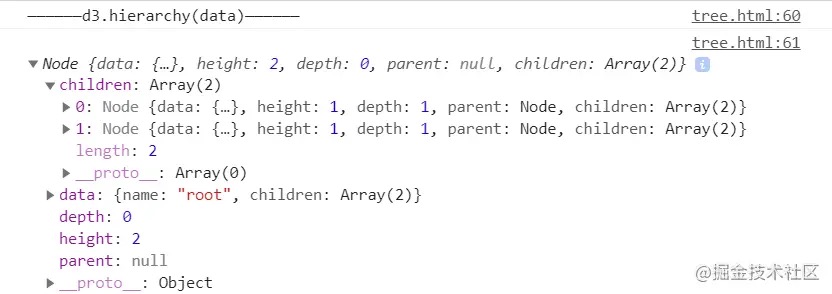 ——————d3.hierarchy(data)—————— tree.html:60
tree.html:61
▼Node {data: {…}, height: 2, depth: 0, parent: null, children: Array(2)} i
▼children: Array(2)
▶0: Node {data: {…}, height: 1, depth: 1, parent: Node, children: Array(2)}
▶1: Node {data: {…}, height: 1, depth: 1, parent: Node, children: Array(2)}
length: 2
▶__proto__: Array(0)
▶data: {name: "root", children: Array(2)}
depth: 0
height: 2
parent: null
▶__proto__: Object
@掘金技术社区